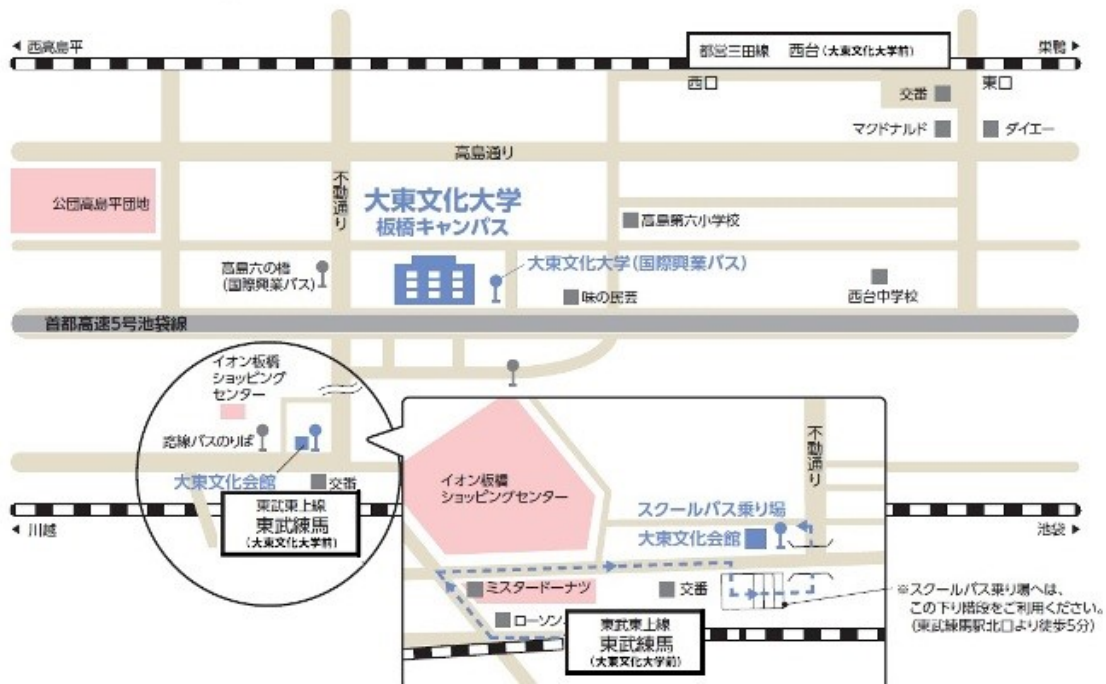 ◀ 西高島平
都営三田線 西台(大東文化大学前)
巣鴨 ▶
西口
東口
交番
マクドナルド
ダイエー
高島通り
公団高島平団地
不動通り
大東文化大学
板橋キャンパス
高島第六小学校
高島六の橋
(国際興業バス)
大東文化大学(国際興業バス)
味の民芸
西台中学校
首都高速5号池袋線
イオン板橋
ショッピング
センター
路線バスのりば
大東文化会館
交番
東武東上線
東武練馬
(大東文化大学前)
◀ 川越
池袋 ▶
イオン板橋
ショッピングセンター
不動通り
スクールバス乗り場
大東文化会館
ミスタードーナツ
交番
ローソン
東武東上線
東武練馬
(大東文化大学前)
※スクールバス乗り場へは、
この下り階段をご利用ください。
(東武練馬駅北口より徒歩5分)